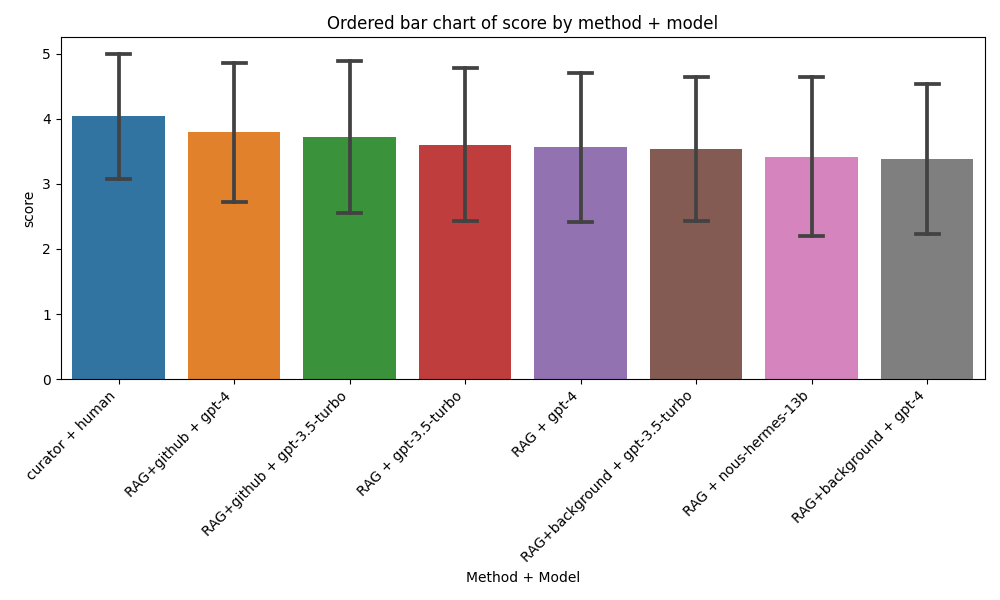 Ordered bar chart of score by method + model
score
5
4
3
2
1
0
curator + human
RAG+github + gpt-4
RAG+github + gpt-3.5-turbo
RAG + gpt-3.5-turbo
RAG + gpt-4
RAG+background + gpt-3.5-turbo
RAG + nous-hermes-13b
RAG+background + gpt-4
Method + Model